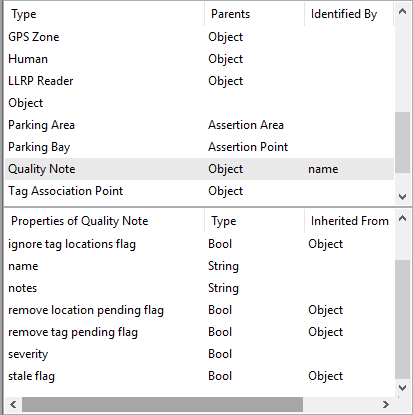 Type Parents Identified By
GPS Zone Object
Human Object
LLRP Reader Object
Object
Parking Area Assertion Area
Parking Bay Assertion Point
Quality Note Object name
Tag Association Point Object
Properties of Quality Note Type Inherited From
ignore tag locations flag Bool Object
name String
notes String
remove location pending flag Bool Object
remove tag pending flag Bool Object
severity Bool
stale flag Bool Object